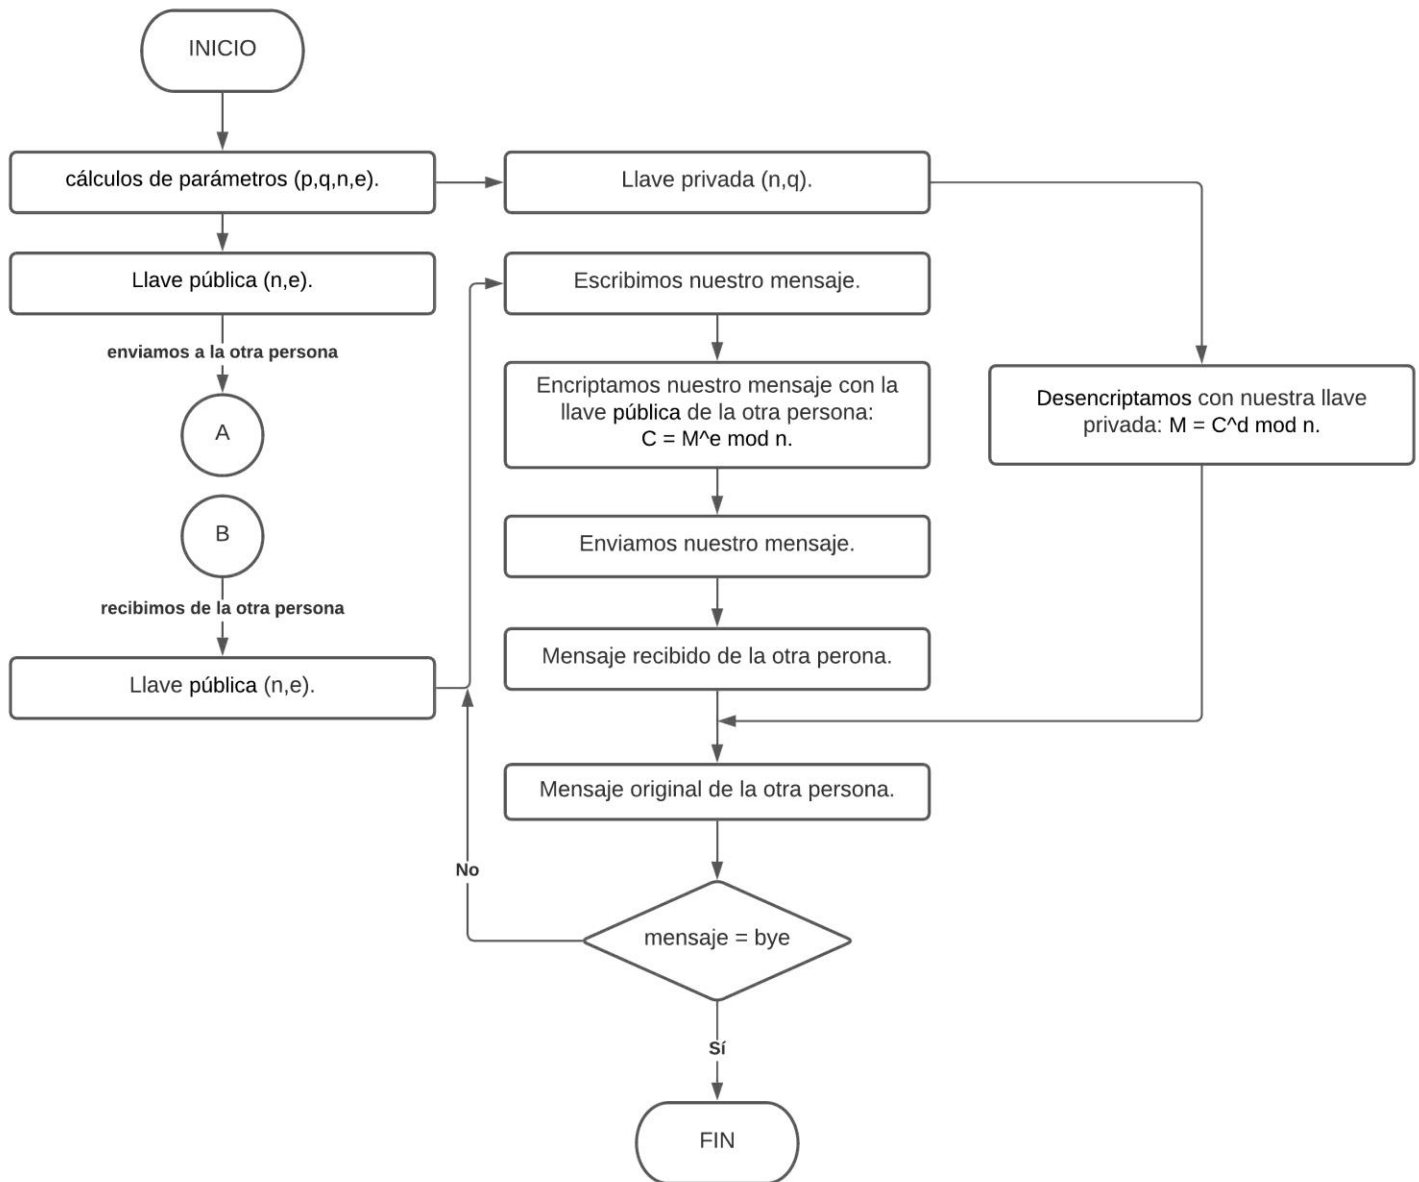 INICIO
cálculos de parámetros (p,q,n,e).
Llave privada (n,q).
Llave pública (n,e).
Escribimos nuestro mensaje.
enviamos a la otra persona
A
Encriptamos nuestro mensaje con la
llave pública de la otra persona:
C = M^e mod n.
Desencriptamos con nuestra llave
privada: M = C^d mod n.
B
Enviamos nuestro mensaje.
recibimos de la otra persona
Llave pública (n,e).
Mensaje recibido de la otra perona.
Mensaje original de la otra persona.
No
mensaje = bye
Sí
FIN